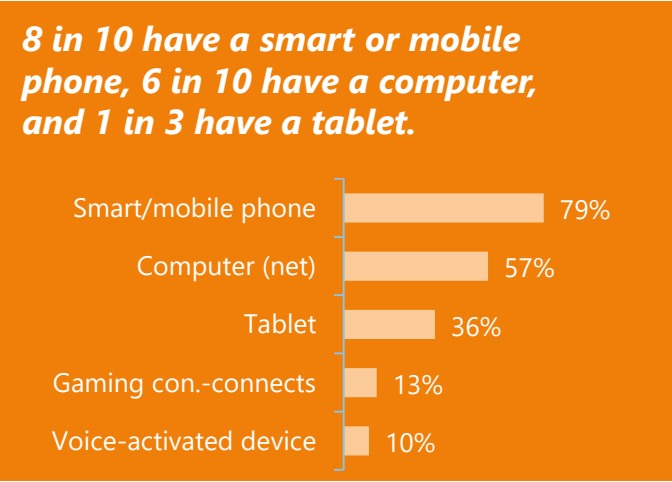 8 in 10 have a smart or mobile
phone, 6 in 10 have a computer,
and 1 in 3 have a tablet.
Smart/mobile phone 79%
Computer (net) 57%
Tablet 36%
Gaming con.-connects 13%
Voice-activated device 10%